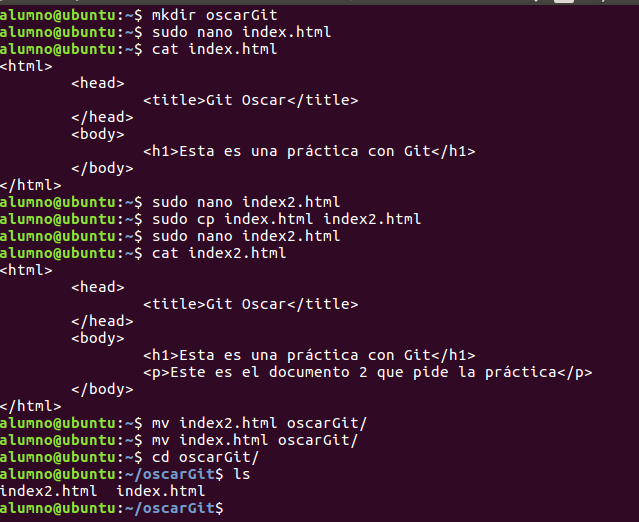 alumno@ubuntu:~$ mkdir oscarGit
alumno@ubuntu:~$ sudo nano index.html
alumno@ubuntu:~$ cat index.html
<html>
        <head>
                <title>Git Oscar</title>
        </head>
        <body>
                <h1>Esta es una práctica con Git</h1>
        </body>
</html>
alumno@ubuntu:~$ sudo nano index2.html
alumno@ubuntu:~$ sudo cp index.html index2.html
alumno@ubuntu:~$ sudo nano index2.html
alumno@ubuntu:~$ cat index2.html
<html>
        <head>
                <title>Git Oscar</title>
        </head>
        <body>
                <h1>Esta es una práctica con Git</h1>
                <p>Este es el documento 2 que pide la práctica</p>
        </body>
</html>
alumno@ubuntu:~$ mv index2.html oscarGit/
alumno@ubuntu:~$ mv index.html oscarGit/
alumno@ubuntu:~$ cd oscarGit/
alumno@ubuntu:~/oscarGit$ ls
index2.html  index.html
alumno@ubuntu:~/oscarGit$